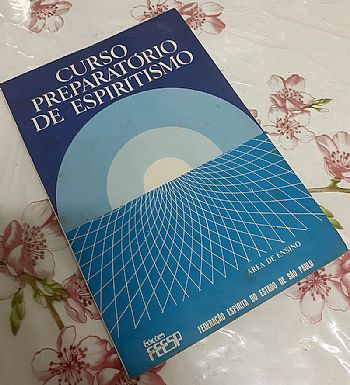 CURSO
PREPARATÓRIO
DE ESPIRITISMO
ÁREA DE ENSINO
Edições
FEESP
FEDERAÇÃO ESPÍRITA DO ESTADO DE SÃO PAULO